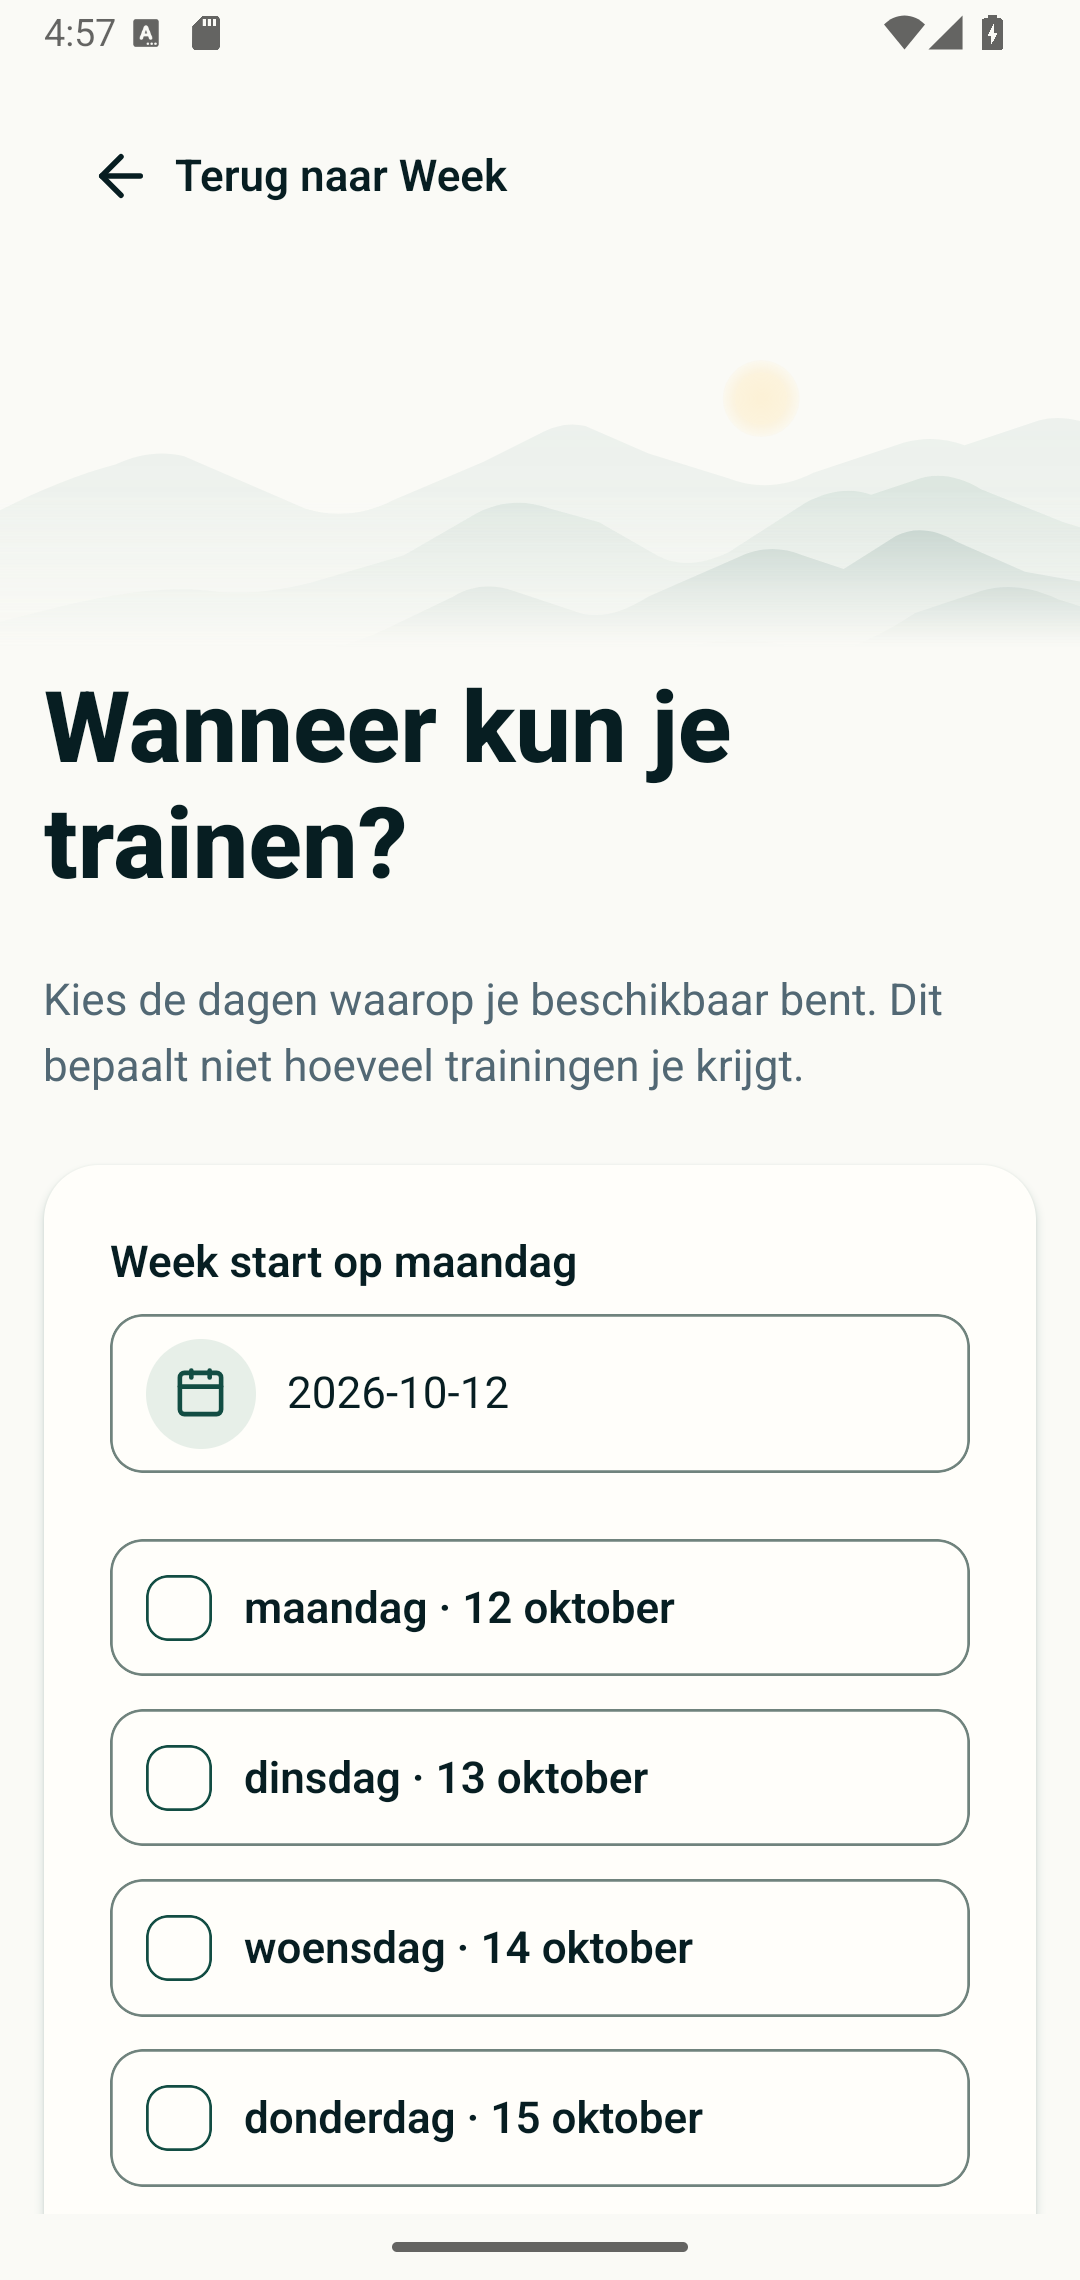 4:57
Terug naar Week
Wanneer kun je
trainen?
Kies de dagen waarop je beschikbaar bent. Dit
bepaalt niet hoeveel trainingen je krijgt.
Week start op maandag
2026-10-12
maandag · 12 oktober
dinsdag · 13 oktober
woensdag · 14 oktober
donderdag · 15 oktober